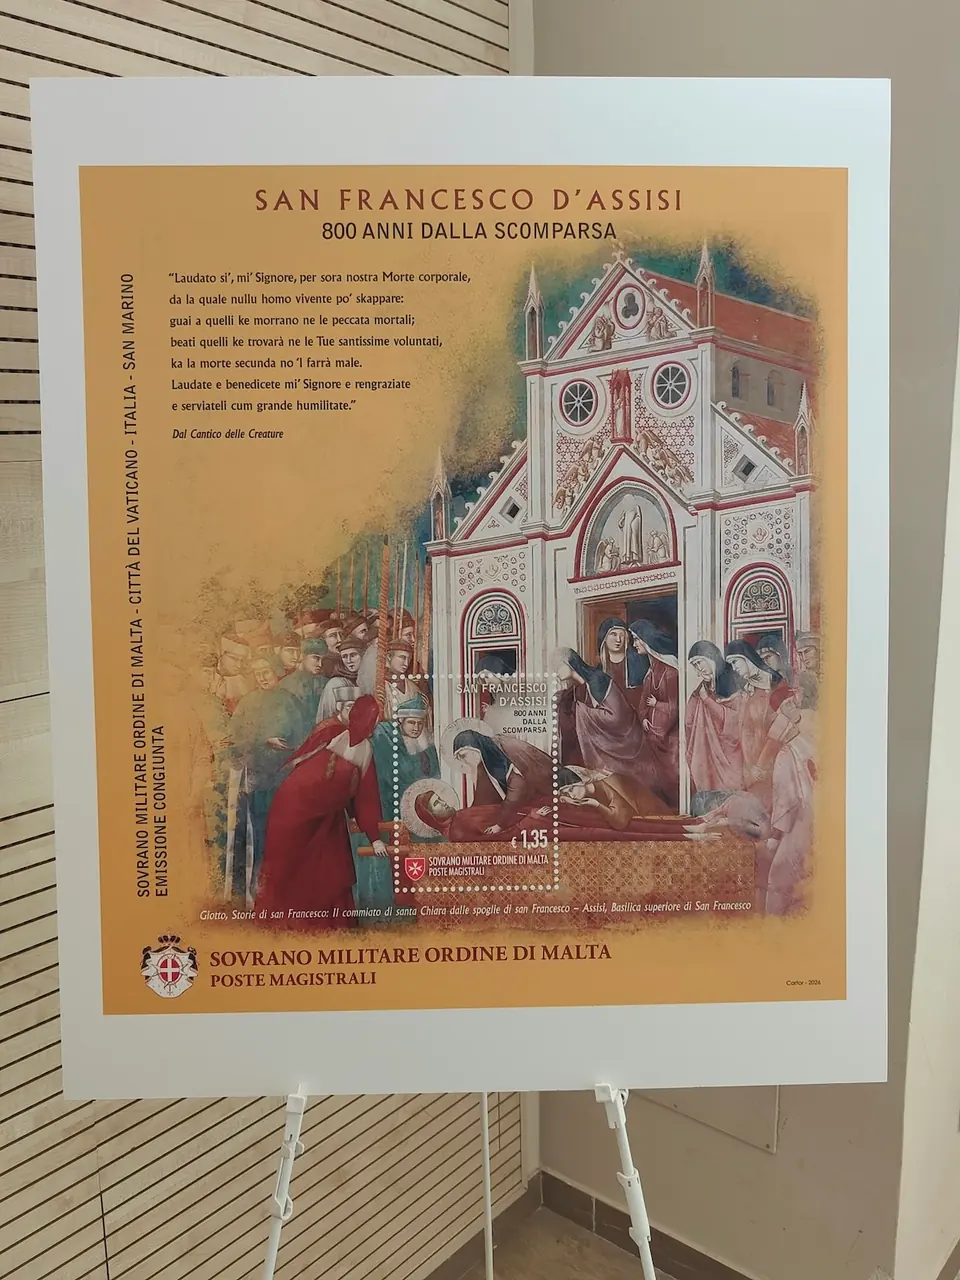 SAN FRANCESCO D'ASSISI
800 ANNI DALLA SCOMPARSA
"Laudato si', mi' Signore, per sora nostra Morte corporale,
da la quale nullu homo vivente po' skappare:
guai a quelli ke morrano ne le peccata mortali;
beati quelli ke trovarà ne le Tue santissime voluntati,
ka la morte secunda no 'l farrà male.
Laudate e benedicete mi' Signore e rengraziate
e serviateli cum grande humilitate."
Dal Cantico delle Creature
SOVRANO MILITARE ORDINE DI MALTA - CITTÀ DEL VATICANO - ITALIA - SAN MARINO
EMISSIONE CONGIUNTA
SAN FRANCESCO
D'ASSISI
800 ANNI
DALLA
SCOMPARSA
€ 1,35
SOVRANO MILITARE ORDINE DI MALTA
POSTE MAGISTRALI
Giotto, Storie di san Francesco: Il commiato di santa Chiara dalle spoglie di san Francesco – Assisi, Basilica superiore di San Francesco
SOVRANO MILITARE ORDINE DI MALTA
POSTE MAGISTRALI
Cartor - 2026